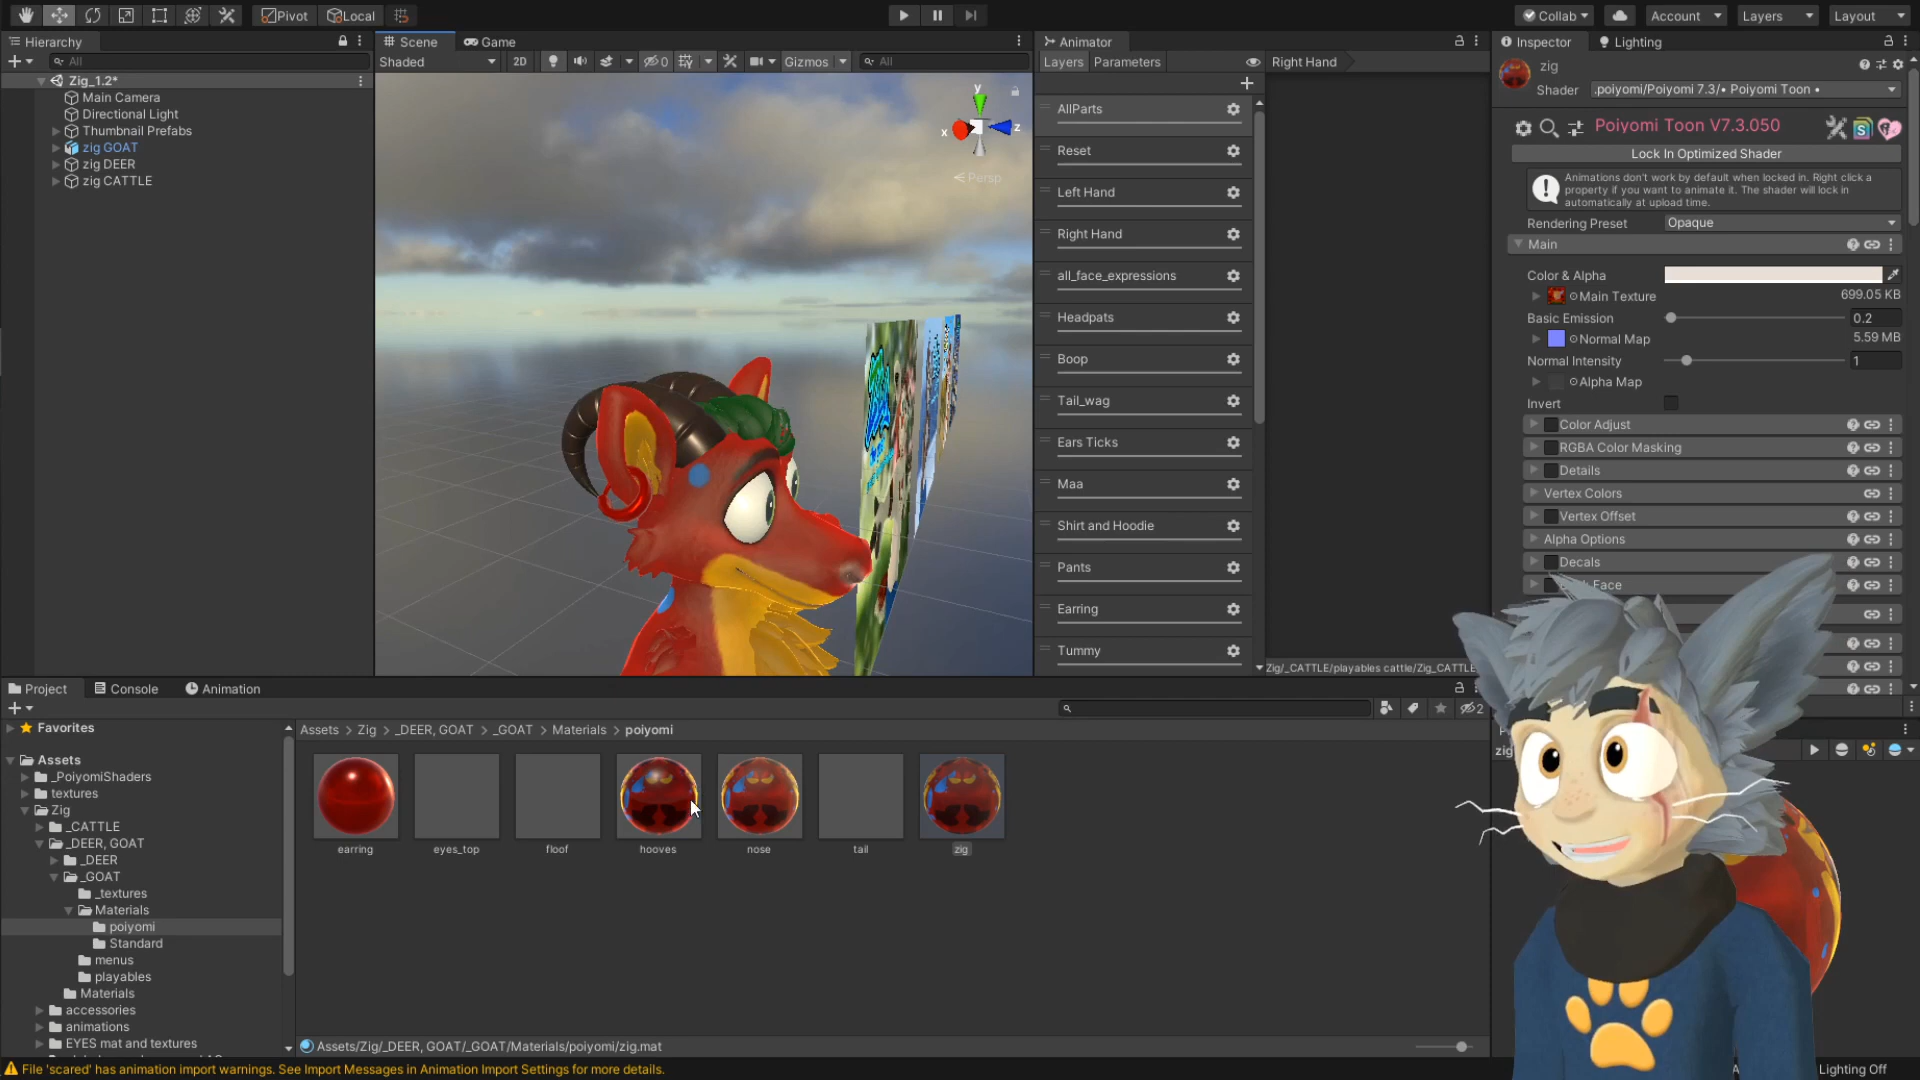 Pivot
Local
Collab
Account
Layers
Layout
Hierarchy
All
Zig_1.2*
Main Camera
Directional Light
Thumbnail Prefabs
zig GOAT
zig DEER
zig CATTLE
Scene
Game
Shaded
2D
0
Gizmos
All
y
x
z
Persp
Animator
Layers
Parameters
Right Hand
AllParts
Reset
Left Hand
Right Hand
all_face_expressions
Headpats
Boop
Tail_wag
Ears Ticks
Maa
Shirt and Hoodie
Pants
Earring
Tummy
Zig/_CATTLE/playables cattle/Zig_CATTLE
Inspector
Lighting
zig
Shader
.poiyomi/Poiyomi 7.3/• Poiyomi Toon •
Poiyomi Toon V7.3.050
Lock In Optimized Shader
Animations don't work by default when locked in. Right click a
property if you want to animate it. The shader will lock in
automatically at upload time.
Rendering Preset
Opaque
Main
Color & Alpha
Main Texture
699.05 KB
Basic Emission
0.2
Normal Map
5.59 MB
Normal Intensity
1
Alpha Map
Invert
Color Adjust
RGBA Color Masking
Details
Vertex Colors
Vertex Offset
Alpha Options
Decals
Face
Project
Console
Animation
2
Favorites
Assets
_PoiyomiShaders
textures
Zig
_CATTLE
_DEER, GOAT
_DEER
_GOAT
_textures
Materials
poiyomi
Standard
menus
playables
Materials
accessories
animations
EYES mat and textures
Assets > Zig > _DEER, GOAT > _GOAT > Materials > poiyomi
earring
eyes_top
floof
hooves
nose
tail
zig
Assets/Zig/_DEER, GOAT/_GOAT/Materials/poiyomi/zig.mat
File 'scared' has animation import warnings. See Import Messages in Animation Import Settings for more details.
Lighting Off